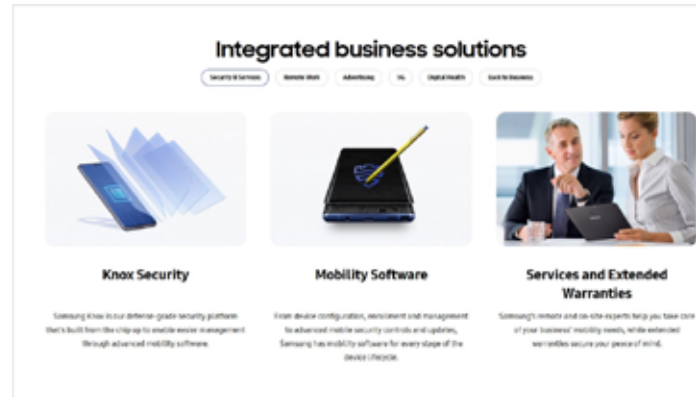 Integrated business solutions
Security & Services
Remote Work
Advertising
5G
Digital Health
Back to Business
Knox Security
Mobility Software
Services and Extended
Warranties
Samsung Knox is our defense-grade security platform
that's built from the chip up to enable easier management
through advanced mobility software.
From device configuration, enrollment and management
to advanced mobile security controls and updates,
Samsung has mobility software for every stage of the
device lifecycle.
Samsung's remote and on-site experts help you take care
of your business' mobility needs, while extended
warranties secure your peace of mind.